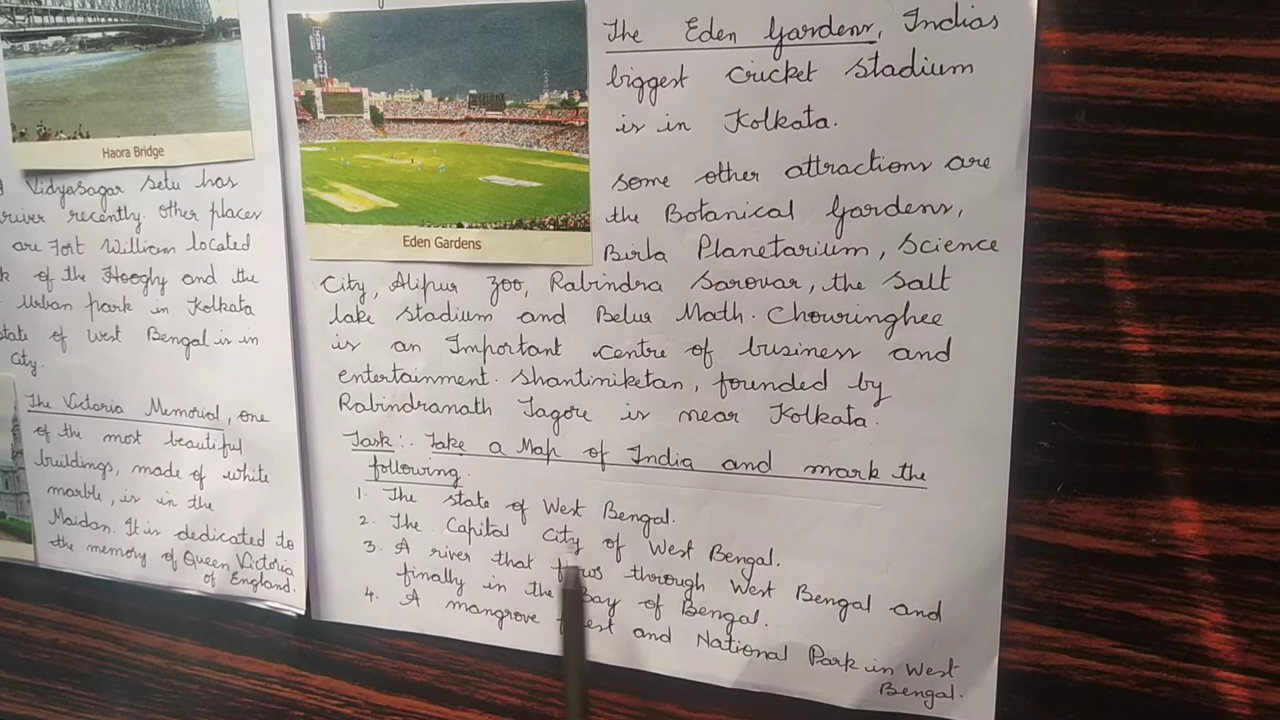 Haora Bridge
Vidyasagar setu has
river recently. other places
are Fort William located
of the Hooghly and the
Urban park in Kolkata
state of West Bengal is in
City.
The Victoria Memorial, one
of the most beautiful
buildings, made of white
marble, is in the
Maidan. It is dedicated to
the memory of Queen Victoria
of England.
Eden Gardens
The Eden Gardens, Indias
biggest cricket stadium
is in Kolkata.
some other attractions are
the Botanical Gardens,
Birla Planetarium, Science
City, Alipur zoo, Rabindra Sarovar, the Salt
lake stadium and Belur Math. Chowringhee
is an Important centre of business and
entertainment. Shantiniketan, founded by
Rabindranath Tagore is near Kolkata.
Task:. Take a Map of India and mark the
following.
1. The state of West Bengal.
2. The Capital City of West Bengal.
3. A river that flows through West Bengal and
finally in the Bay of Bengal.
4. A mangrove forest and National Park in West
Bengal.